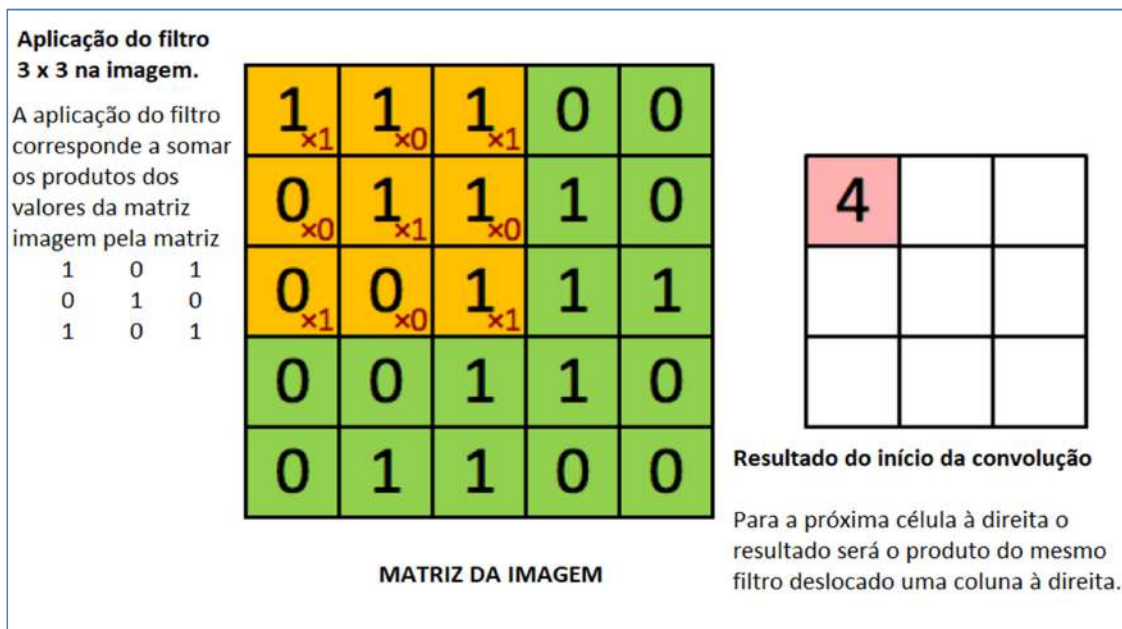 Aplicação do filtro
3 x 3 na imagem.
A aplicação do filtro
corresponde a somar
os produtos dos
valores da matriz
imagem pela matriz
1 0 1
0 1 0
1 0 1
1×1 1×0 1×1 0 0
0×0 1×1 1×0 1 0
0×1 0×0 1×1 1 1
0 0 1 1 0
0 1 1 0 0
MATRIZ DA IMAGEM
4
Resultado do início da convolução
Para a próxima célula à direita o
resultado será o produto do mesmo
filtro deslocado uma coluna à direita.